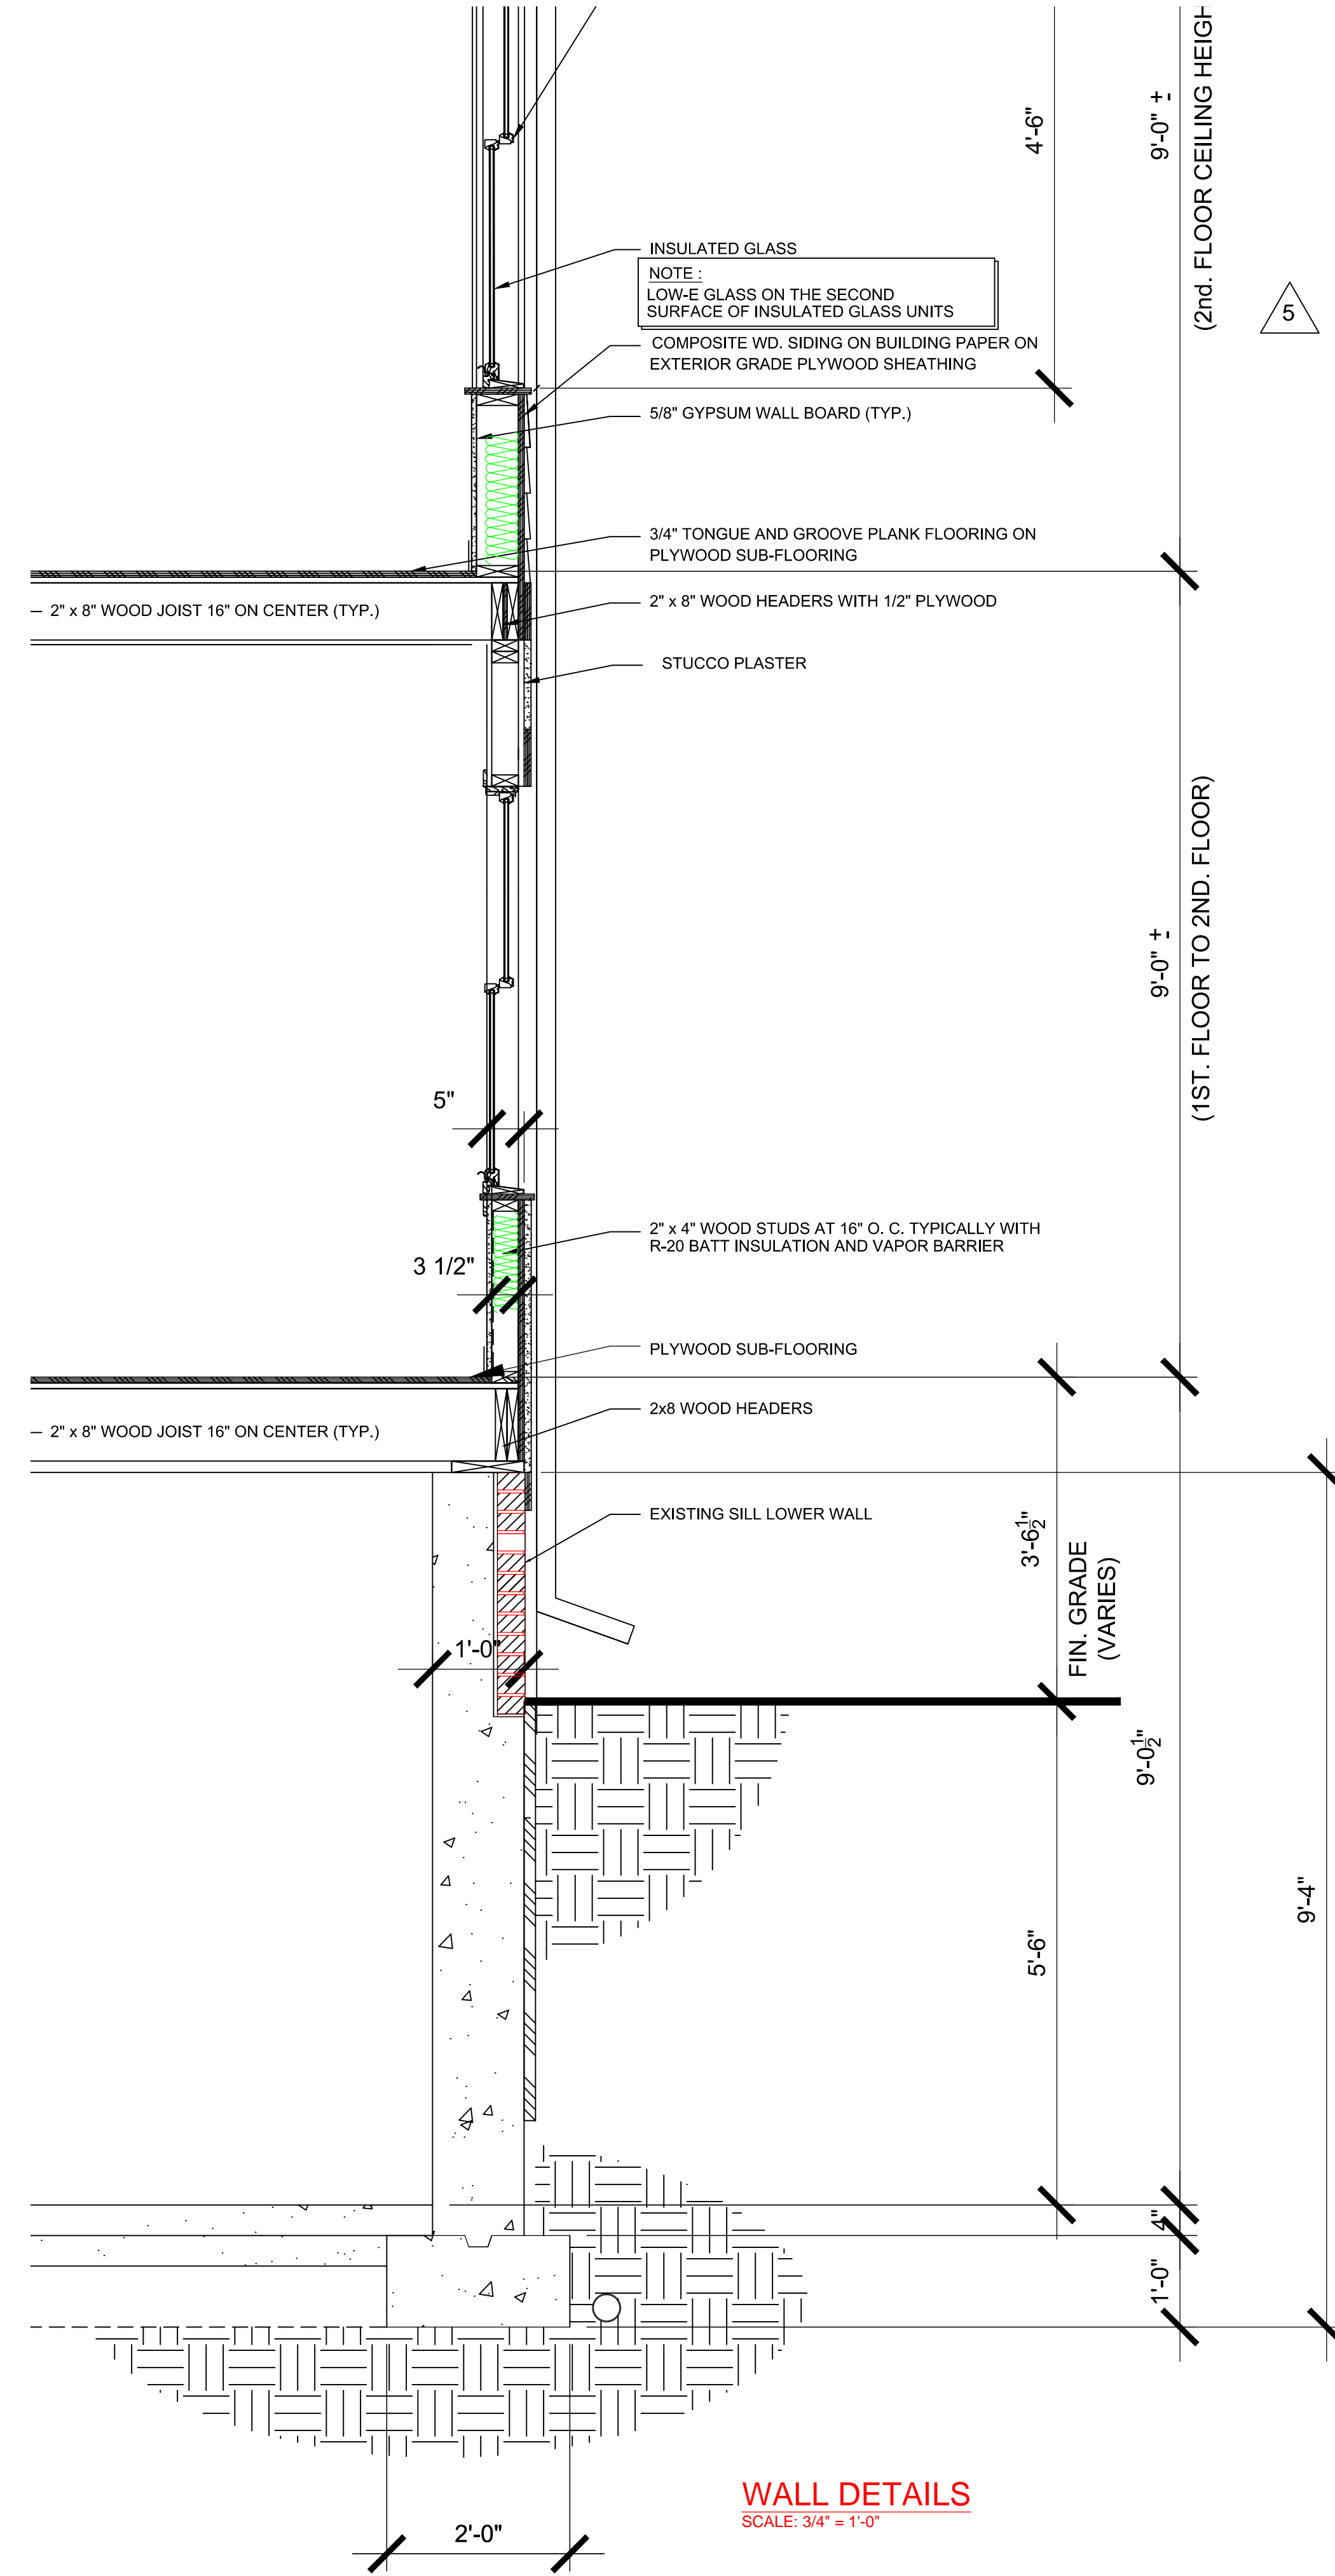 4'-6"
9'-0" +-
(2nd. FLOOR CEILING HEIGH
5
INSULATED GLASS
NOTE :
LOW-E GLASS ON THE SECOND
SURFACE OF INSULATED GLASS UNITS
COMPOSITE WD. SIDING ON BUILDING PAPER ON
EXTERIOR GRADE PLYWOOD SHEATHING
5/8" GYPSUM WALL BOARD (TYP.)
3/4" TONGUE AND GROOVE PLANK FLOORING ON
PLYWOOD SUB-FLOORING
2" x 8" WOOD JOIST 16" ON CENTER (TYP.)
2" x 8" WOOD HEADERS WITH 1/2" PLYWOOD
STUCCO PLASTER
9'-0" +-
(1ST. FLOOR TO 2ND. FLOOR)
5"
2" x 4" WOOD STUDS AT 16" O. C. TYPICALLY WITH
R-20 BATT INSULATION AND VAPOR BARRIER
3 1/2"
PLYWOOD SUB-FLOORING
2" x 8" WOOD JOIST 16" ON CENTER (TYP.)
2x8 WOOD HEADERS
EXISTING SILL LOWER WALL
3'-6 1/2"
FIN. GRADE
(VARIES)
1'-0"
9'-0 1/2"
9'-4"
5'-6"
4"
1'-0"
2'-0"
WALL DETAILS
SCALE: 3/4" = 1'-0"